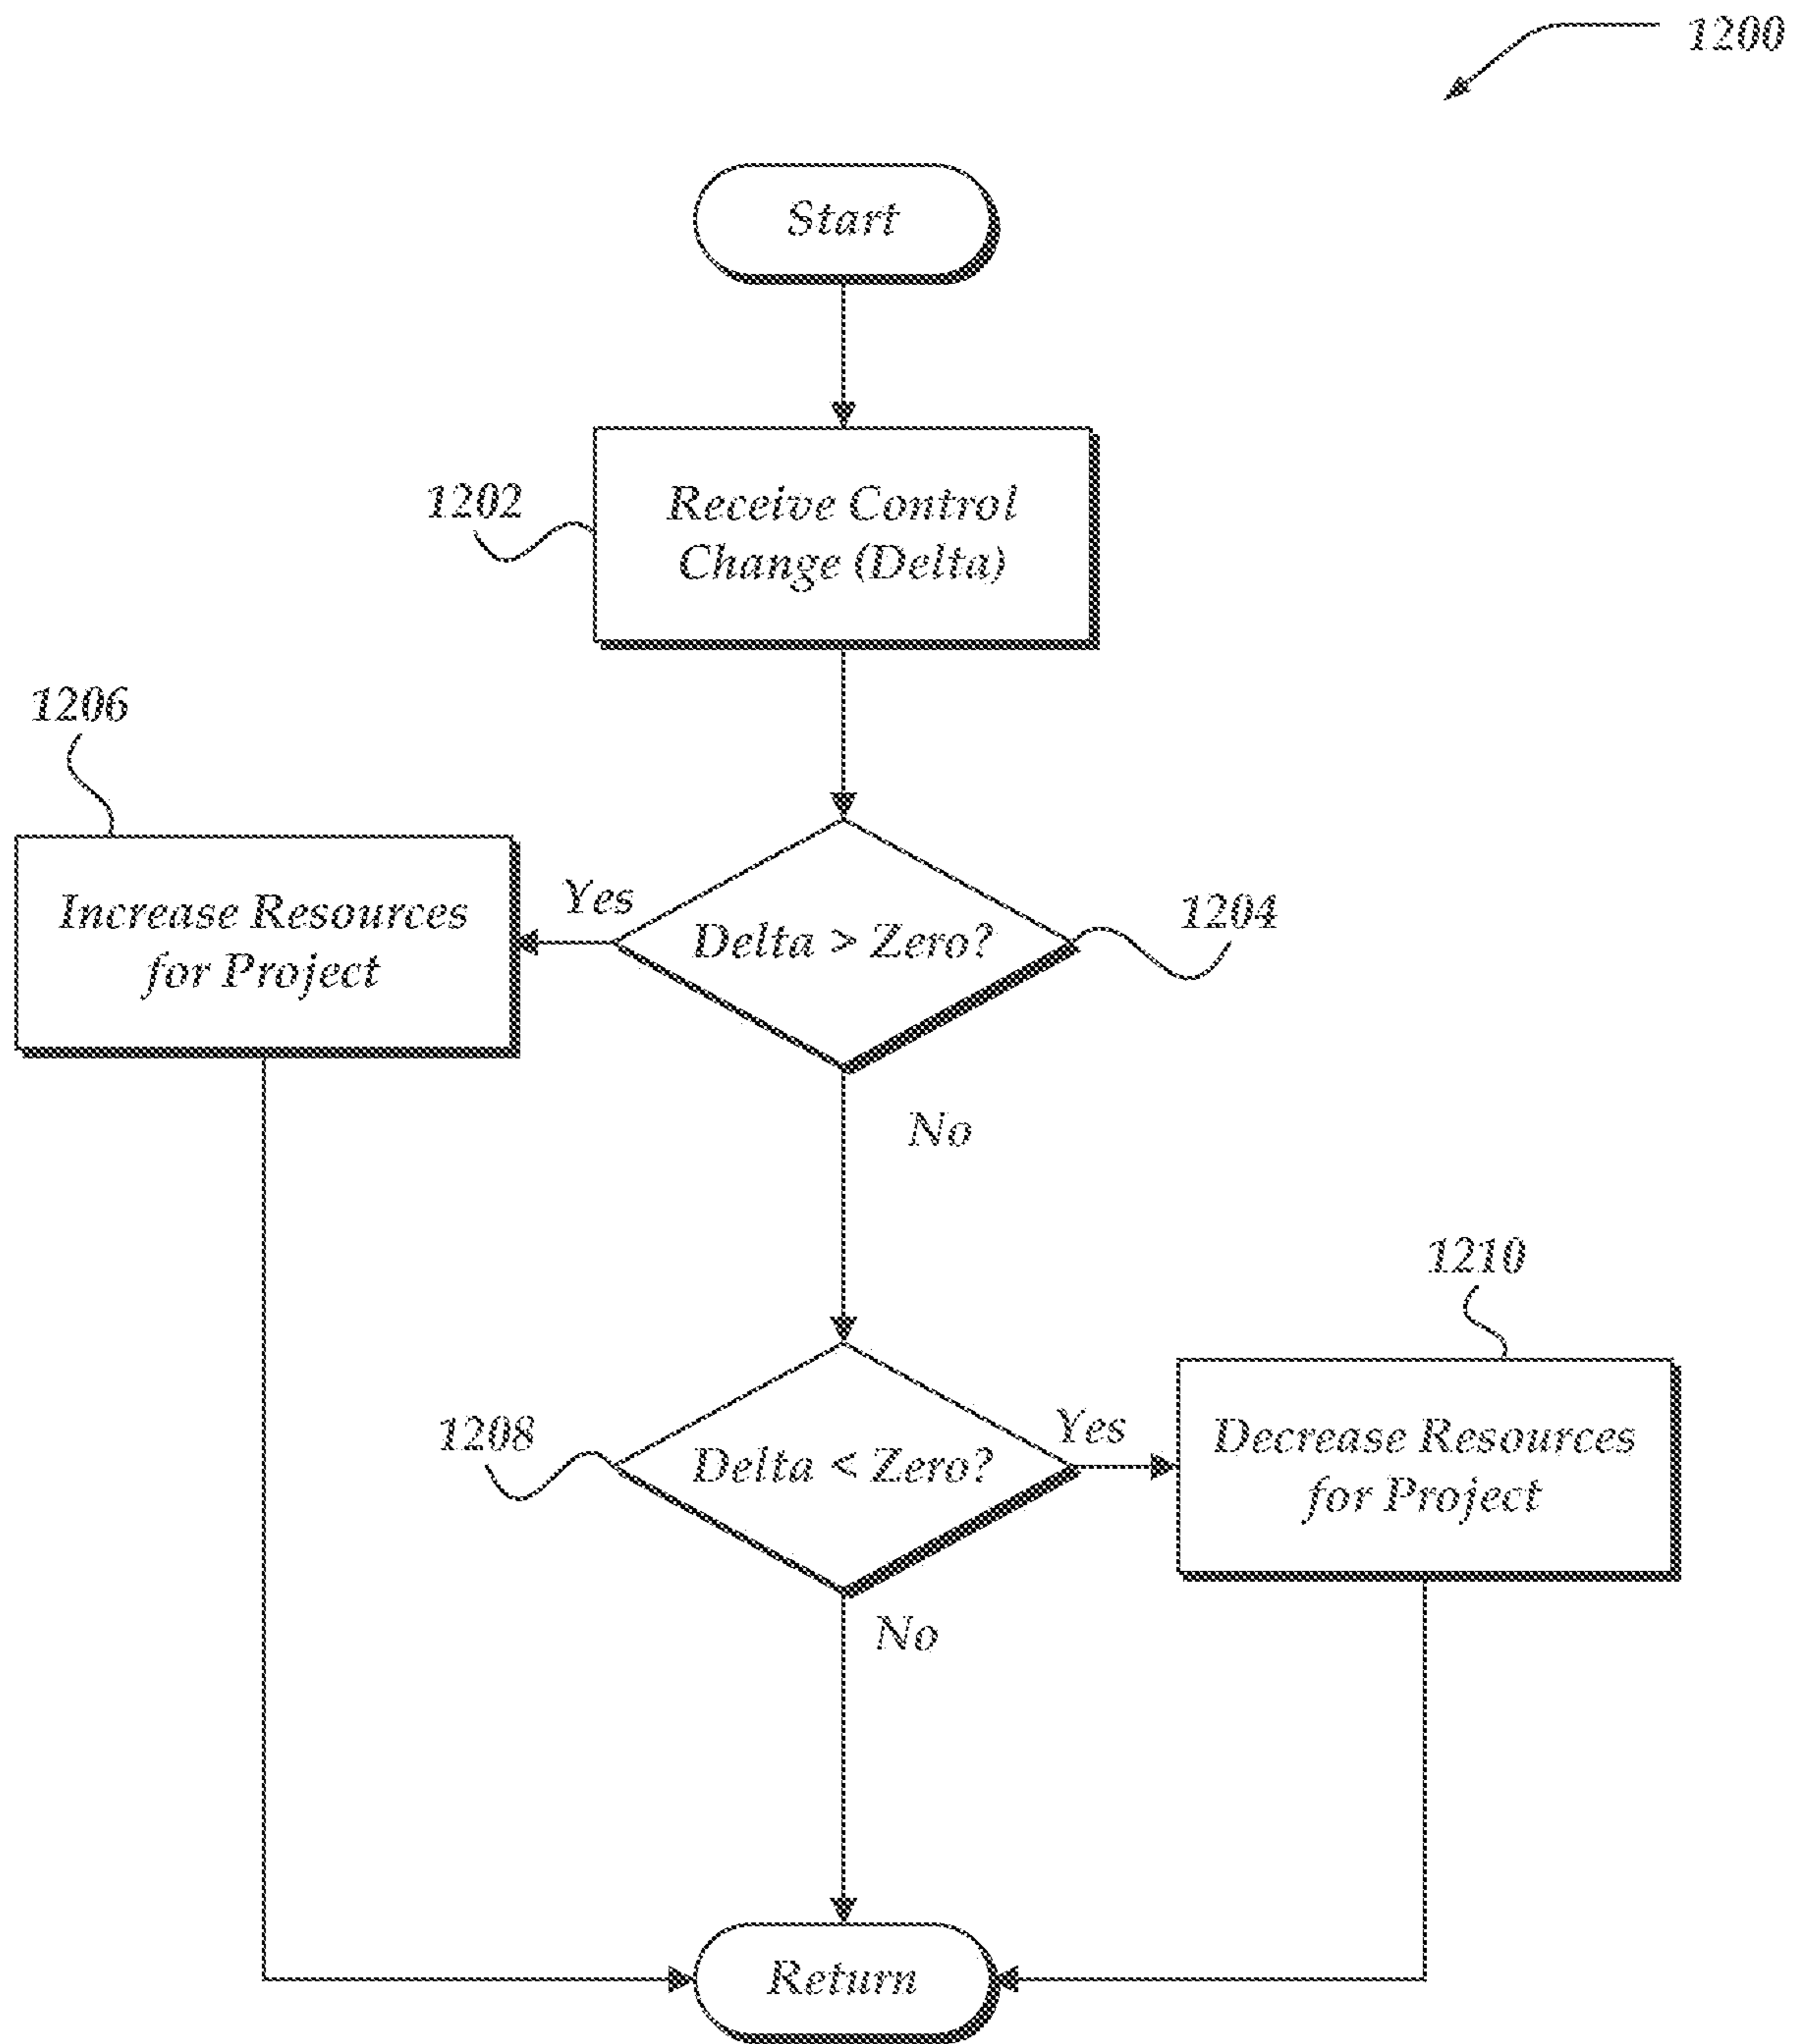 1200
Start
1202
Receive Control
Change (Delta)
1206
Increase Resources
for Project
Yes
Delta > Zero?
1204
No
1210
1208
Delta < Zero?
Yes
Decrease Resources
for Project
No
Return